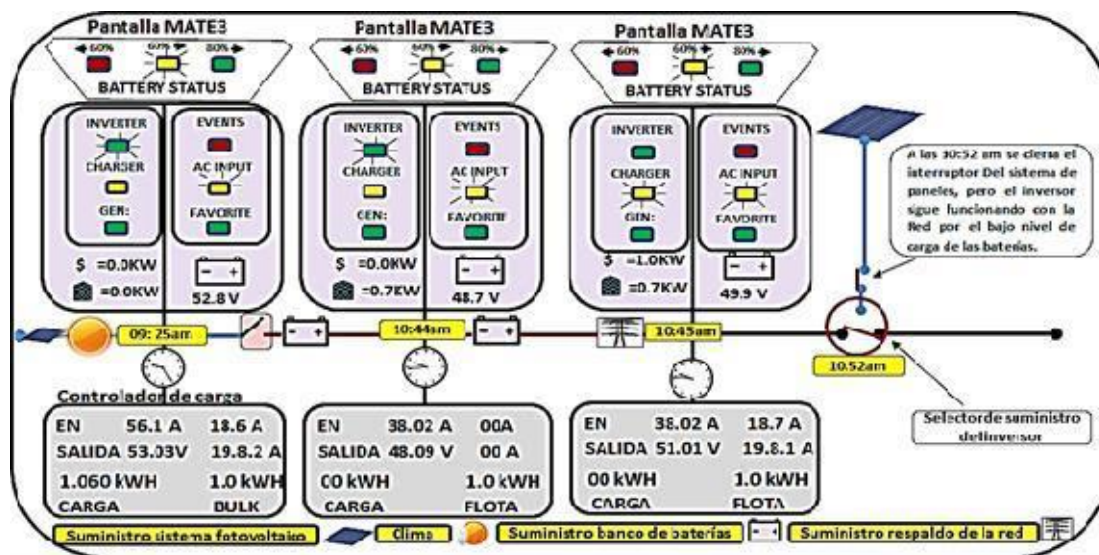 Pantalla MATE3
60% 60% 80%
BATTERY STATUS
INVERTER EVENTS
CHARGER AC INPUT
GEN: FAVORITE
$ =0.0KW
=0.0KW 52.8 V
Pantalla MATE3
60% 60% 80%
BATTERY STATUS
INVERTER EVENTS
CHARGER AC INPUT
GEN: FAVORITE
$ =0.0KW
=0.7KW 48.7 V
Pantalla MATE3
60% 60% 80%
BATTERY STATUS
INVERTER EVENTS
CHARGER AC INPUT
GEN: FAVORITE
$ =1.0KW
=0.7KW 49.9 V
A las 10:52 am se cierra el
interruptor Del sistema de
paneles, pero el inversor
sigue funcionando con la
Red por el bajo nivel de
carga de las baterías.
09:25am
10:44am
10:45am
10:52am
Selector de suministro
del inversor
Controlador de carga
EN 56.1 A 18.6 A
SALIDA 53.03V 19.8.2 A
1.060 kWH 1.0 kWH
CARGA BULK
EN 38.02 A 00A
SALIDA 48.09 V 00 A
00 kWH 1.0 kWH
CARGA FLOTA
EN 38.02 A 18.7 A
SALIDA 51.01 V 19.8.1 A
00 kWH 1.0 kWH
CARGA FLOTA
Suministro sistema fotovoltaico Clima Suministro banco de baterías Suministro respaldo de la red